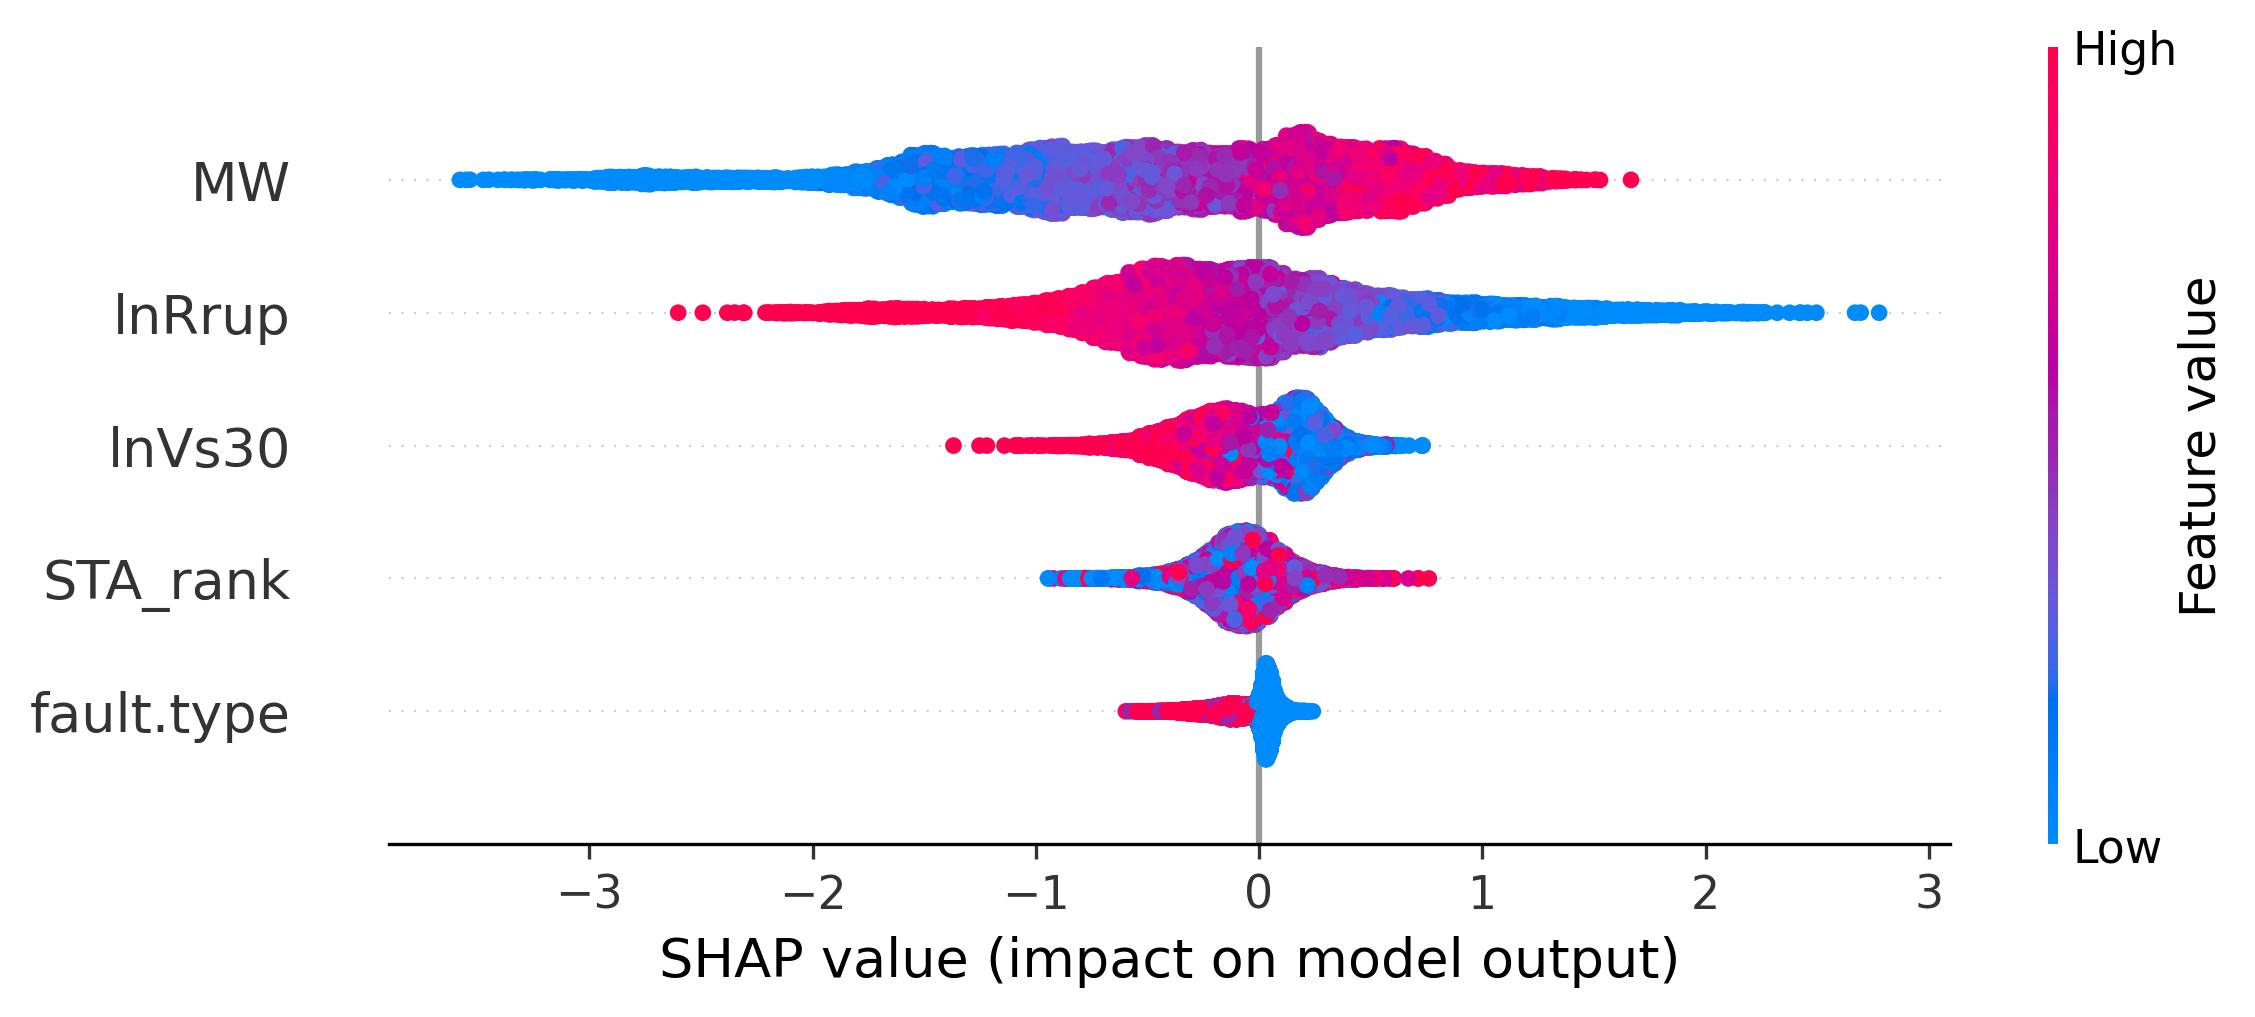 High
MW
lnRrup
lnVs30
STA_rank
fault.type
Feature value
Low
−3 −2 −1 0 1 2 3
SHAP value (impact on model output)